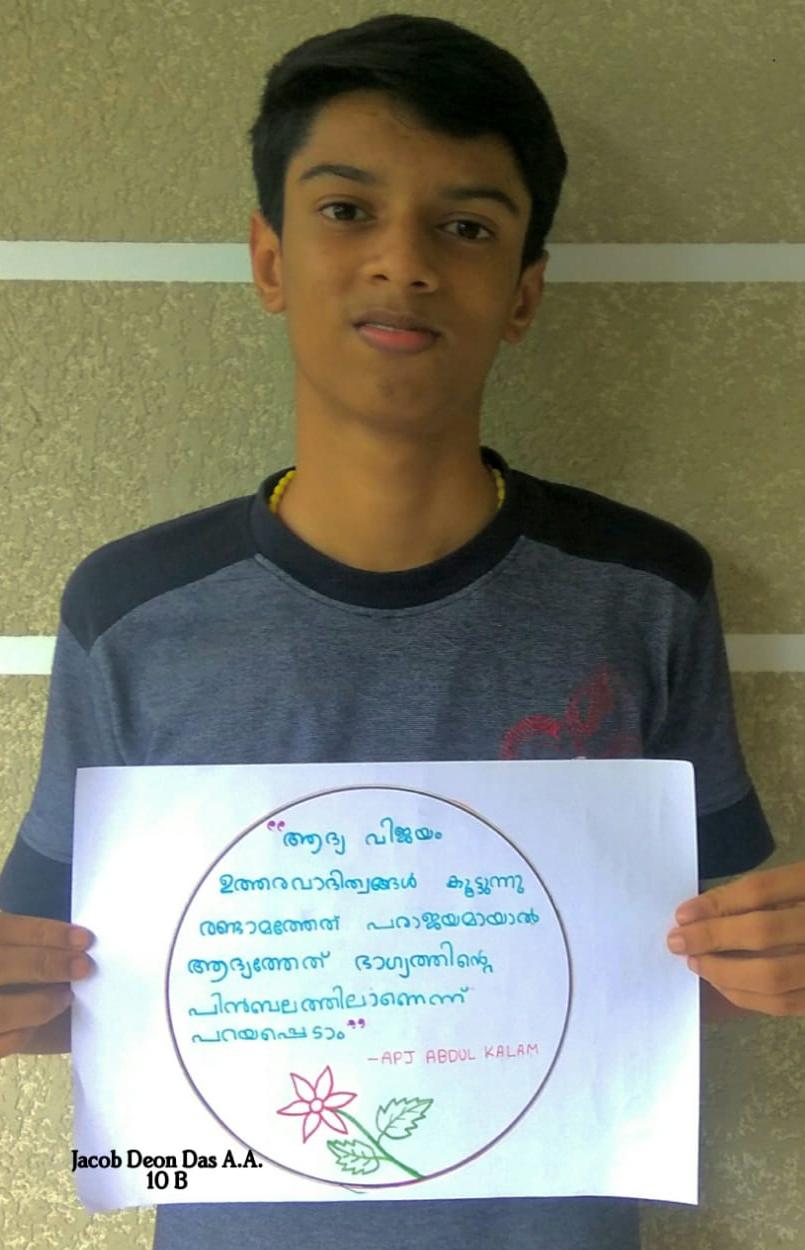 “ആദ്യ വിജയം
ഉത്തരവാദിത്വങ്ങൾ കൂട്ടുന്നു
രണ്ടാമത്തേത് പരാജയമായാൽ
ആദ്യത്തേത് ഭാഗ്യത്തിന്റെ
പിൻബലത്തിലാണെന്ന്
പറയപ്പെടാം”
-APJ ABDUL KALAM
Jacob Deon Das A.A.
10 B